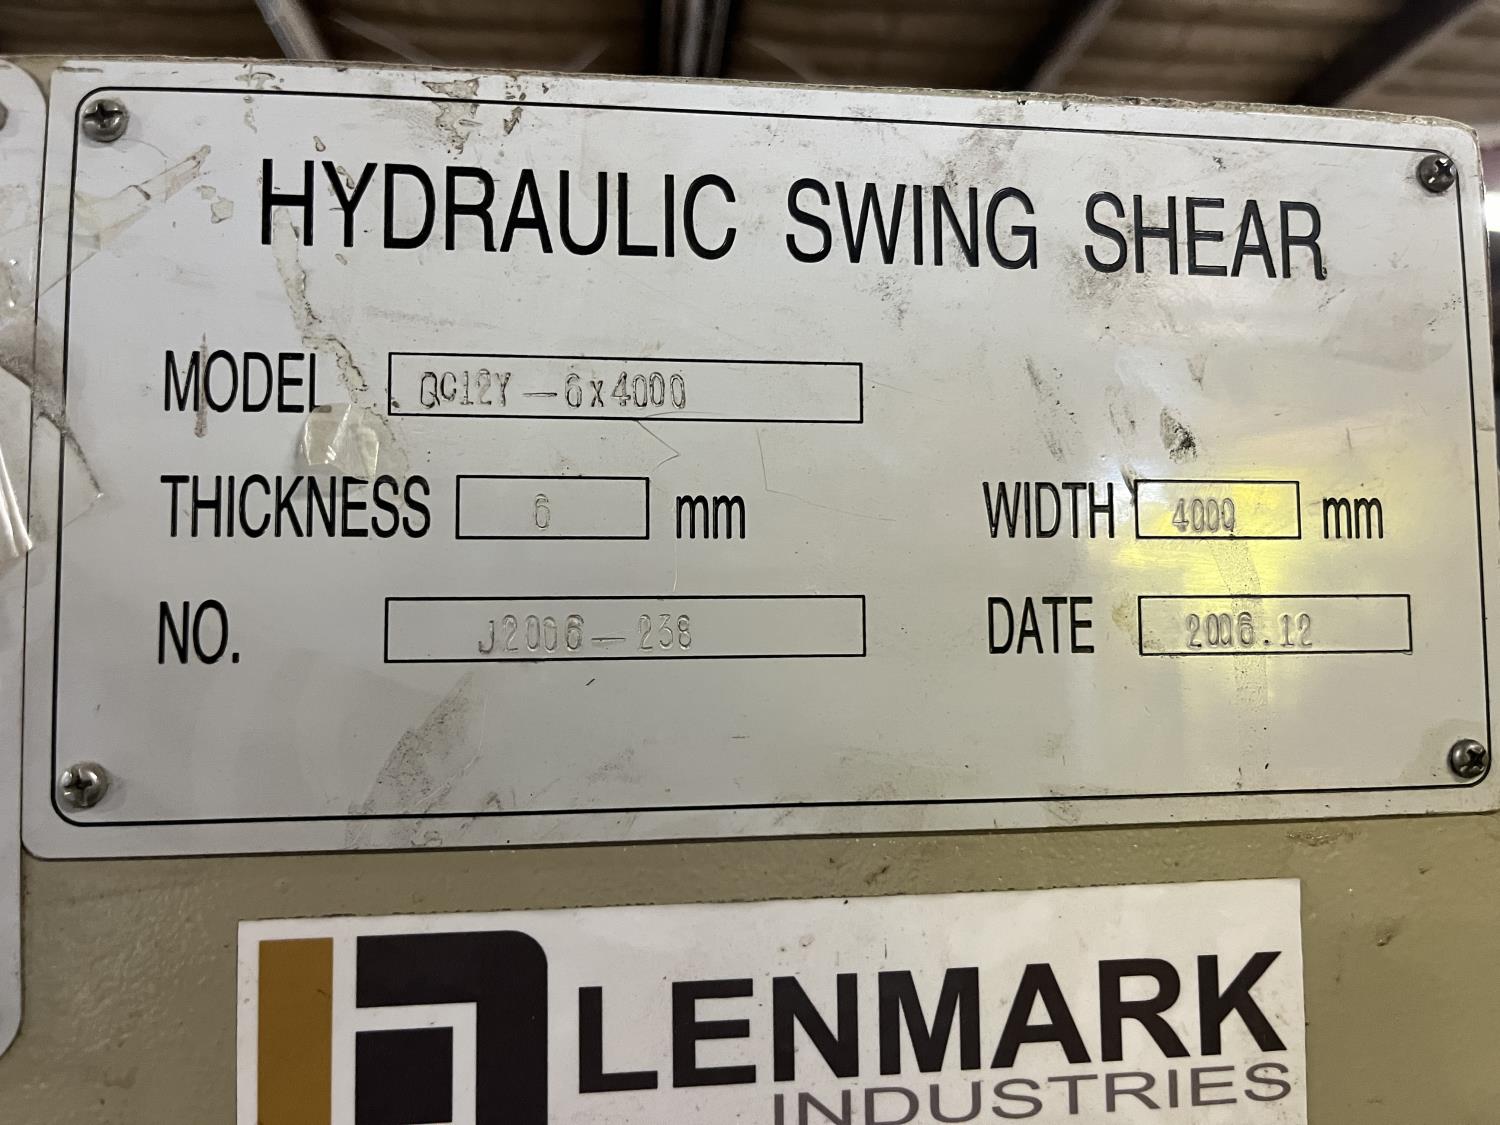 HYDRAULIC SWING SHEAR
MODEL QC12Y-6x4000
THICKNESS 6 mm WIDTH 4000 mm
NO. J2006-238 DATE 2006.12
LENMARK
INDUSTRIES